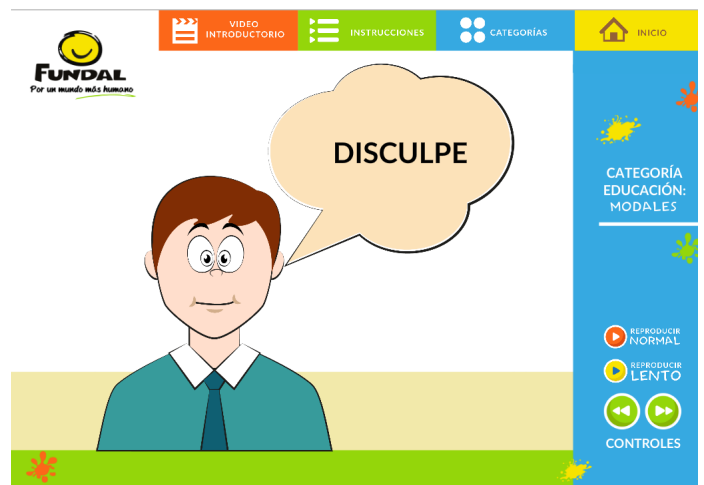 VIDEO
INTRODUCTORIO
INSTRUCCIONES
CATEGORÍAS
INICIO
FUNDAL
Por un mundo más humano
DISCULPE
CATEGORÍA
EDUCACIÓN:
MODALES
REPRODUCIR
NORMAL
REPRODUCIR
LENTO
CONTROLES